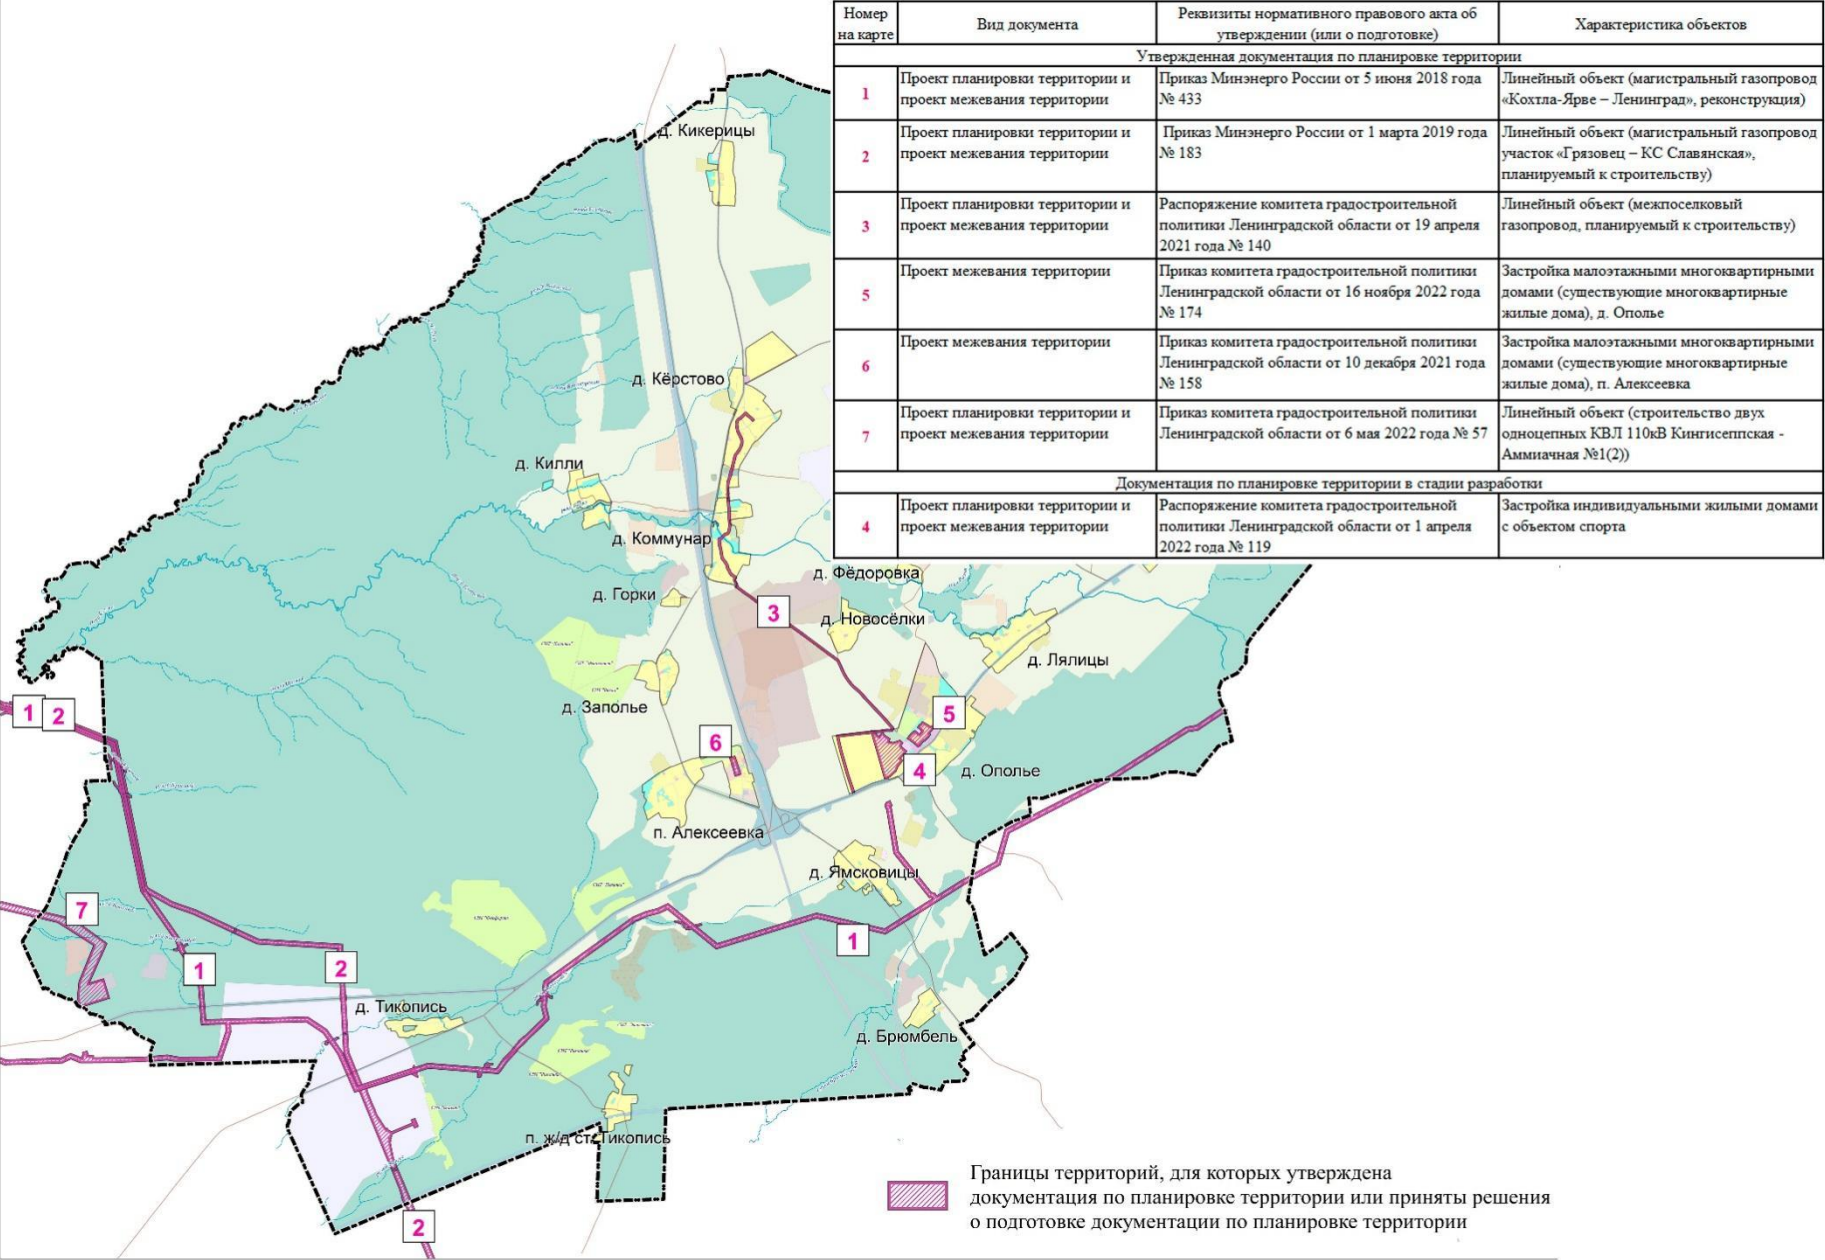 Номер на карте
Вид документа
Реквизиты нормативного правового акта об утверждении (или о подготовке)
Характеристика объектов
Утвержденная документация по планировке территории
1
Проект планировки территории и
проект межевания территории
Приказ Минэнерго России от 5 июня 2018 года
№ 433
Линейный объект (магистральный газопровод
«Кохтла-Ярве – Ленинград», реконструкция)
2
Проект планировки территории и
проект межевания территории
Приказ Минэнерго России от 1 марта 2019 года
№ 183
Линейный объект (магистральный газопровод
участок «Грязовец – КС Славянская»,
планируемый к строительству)
3
Проект планировки территории и
проект межевания территории
Распоряжение комитета градостроительной
политики Ленинградской области от 19 апреля
2021 года № 140
Линейный объект (межпоселковый
газопровод, планируемый к строительству)
5
Проект межевания территории
Приказ комитета градостроительной политики
Ленинградской области от 16 ноября 2022 года
№ 174
Застройка малоэтажными многоквартирными
домами (существующие многоквартирные
жилые дома), д. Ополье
6
Проект межевания территории
Приказ комитета градостроительной политики
Ленинградской области от 10 декабря 2021 года
№ 158
Застройка малоэтажными многоквартирными
домами (существующие многоквартирные
жилые дома), п. Алексеевка
7
Проект планировки территории и
проект межевания территории
Приказ комитета градостроительной политики
Ленинградской области от 6 мая 2022 года № 57
Линейный объект (строительство двух
одноцепных КВЛ 110кВ Кингисеппская -
Аммиачная №1(2))
Документация по планировке территории в стадии разработки
4
Проект планировки территории и
проект межевания территории
Распоряжение комитета градостроительной
политики Ленинградской области от 1 апреля
2022 года № 119
Застройка индивидуальными жилыми домами
с объектом спорта
д. Кикерицы
д. Кёрстово
д. Килли
д. Коммунар
д. Фёдоровка
д. Горки
3
д. Новосёлки
д. Лялицы
д. Заполье
1
2
5
6
4
д. Ополье
п. Алексеевка
д. Ямсковицы
7
1
1
2
д. Тикопись
д. Брюмбель
п. ж/д ст. Тикопись
2
Границы территорий, для которых утверждена
документация по планировке территории или приняты решения
о подготовке документации по планировке территории